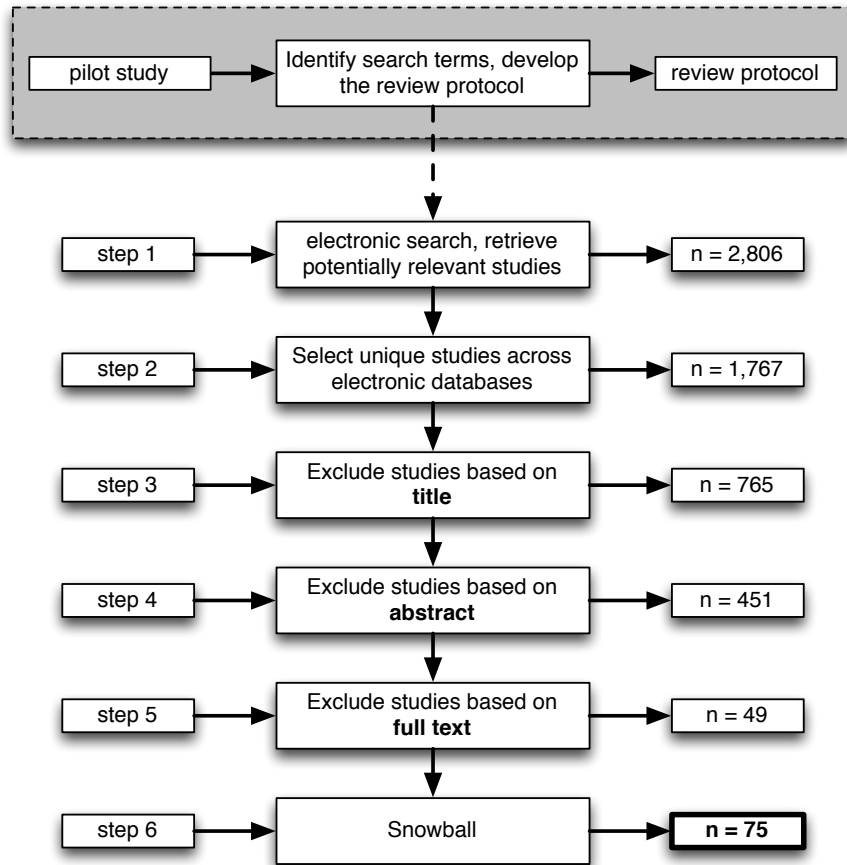 pilot study
Identify search terms, develop
the review protocol
review protocol
step 1
electronic search, retrieve
potentially relevant studies
n = 2,806
step 2
Select unique studies across
electronic databases
n = 1,767
step 3
Exclude studies based on
title
n = 765
step 4
Exclude studies based on
abstract
n = 451
step 5
Exclude studies based on
full text
n = 49
step 6
Snowball
n = 75